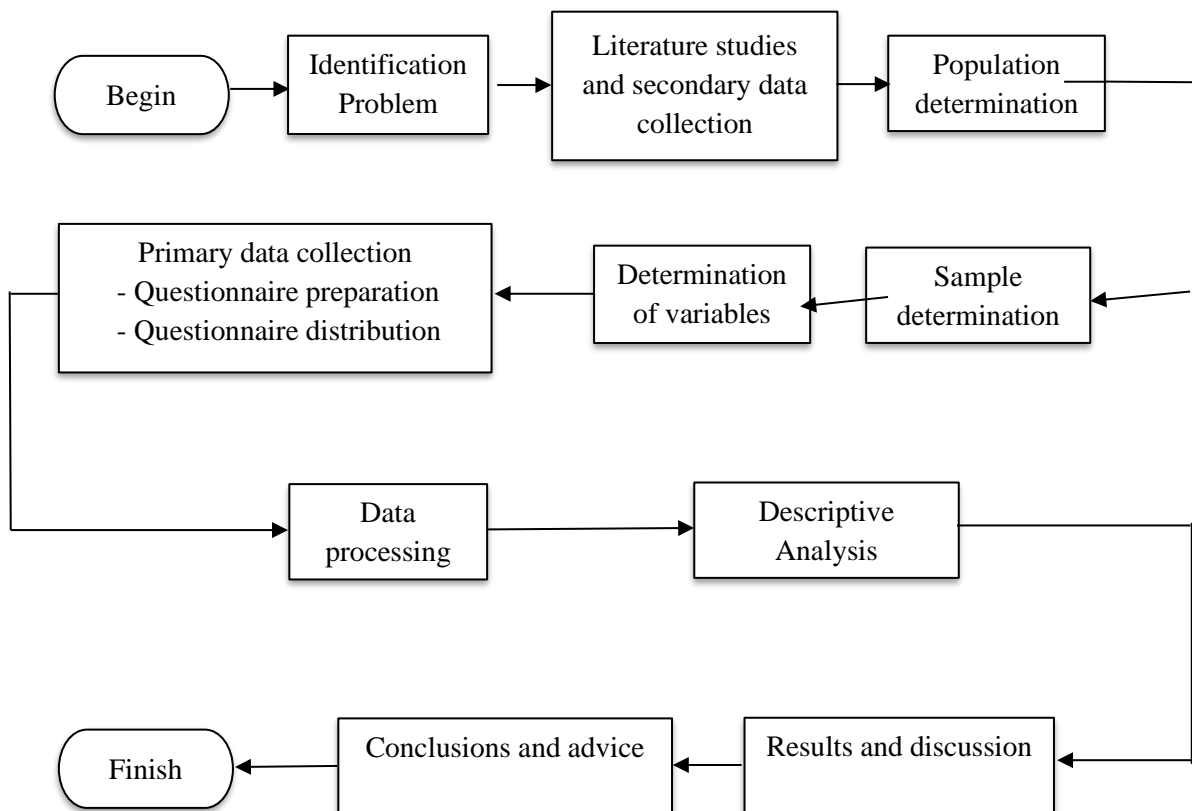 Begin
Identification
Problem
Literature studies
and secondary data
collection
Population
determination
Sample
determination
Determination
of variables
Primary data collection
- Questionnaire preparation
- Questionnaire distribution
Data
processing
Descriptive
Analysis
Results and discussion
Conclusions and advice
Finish